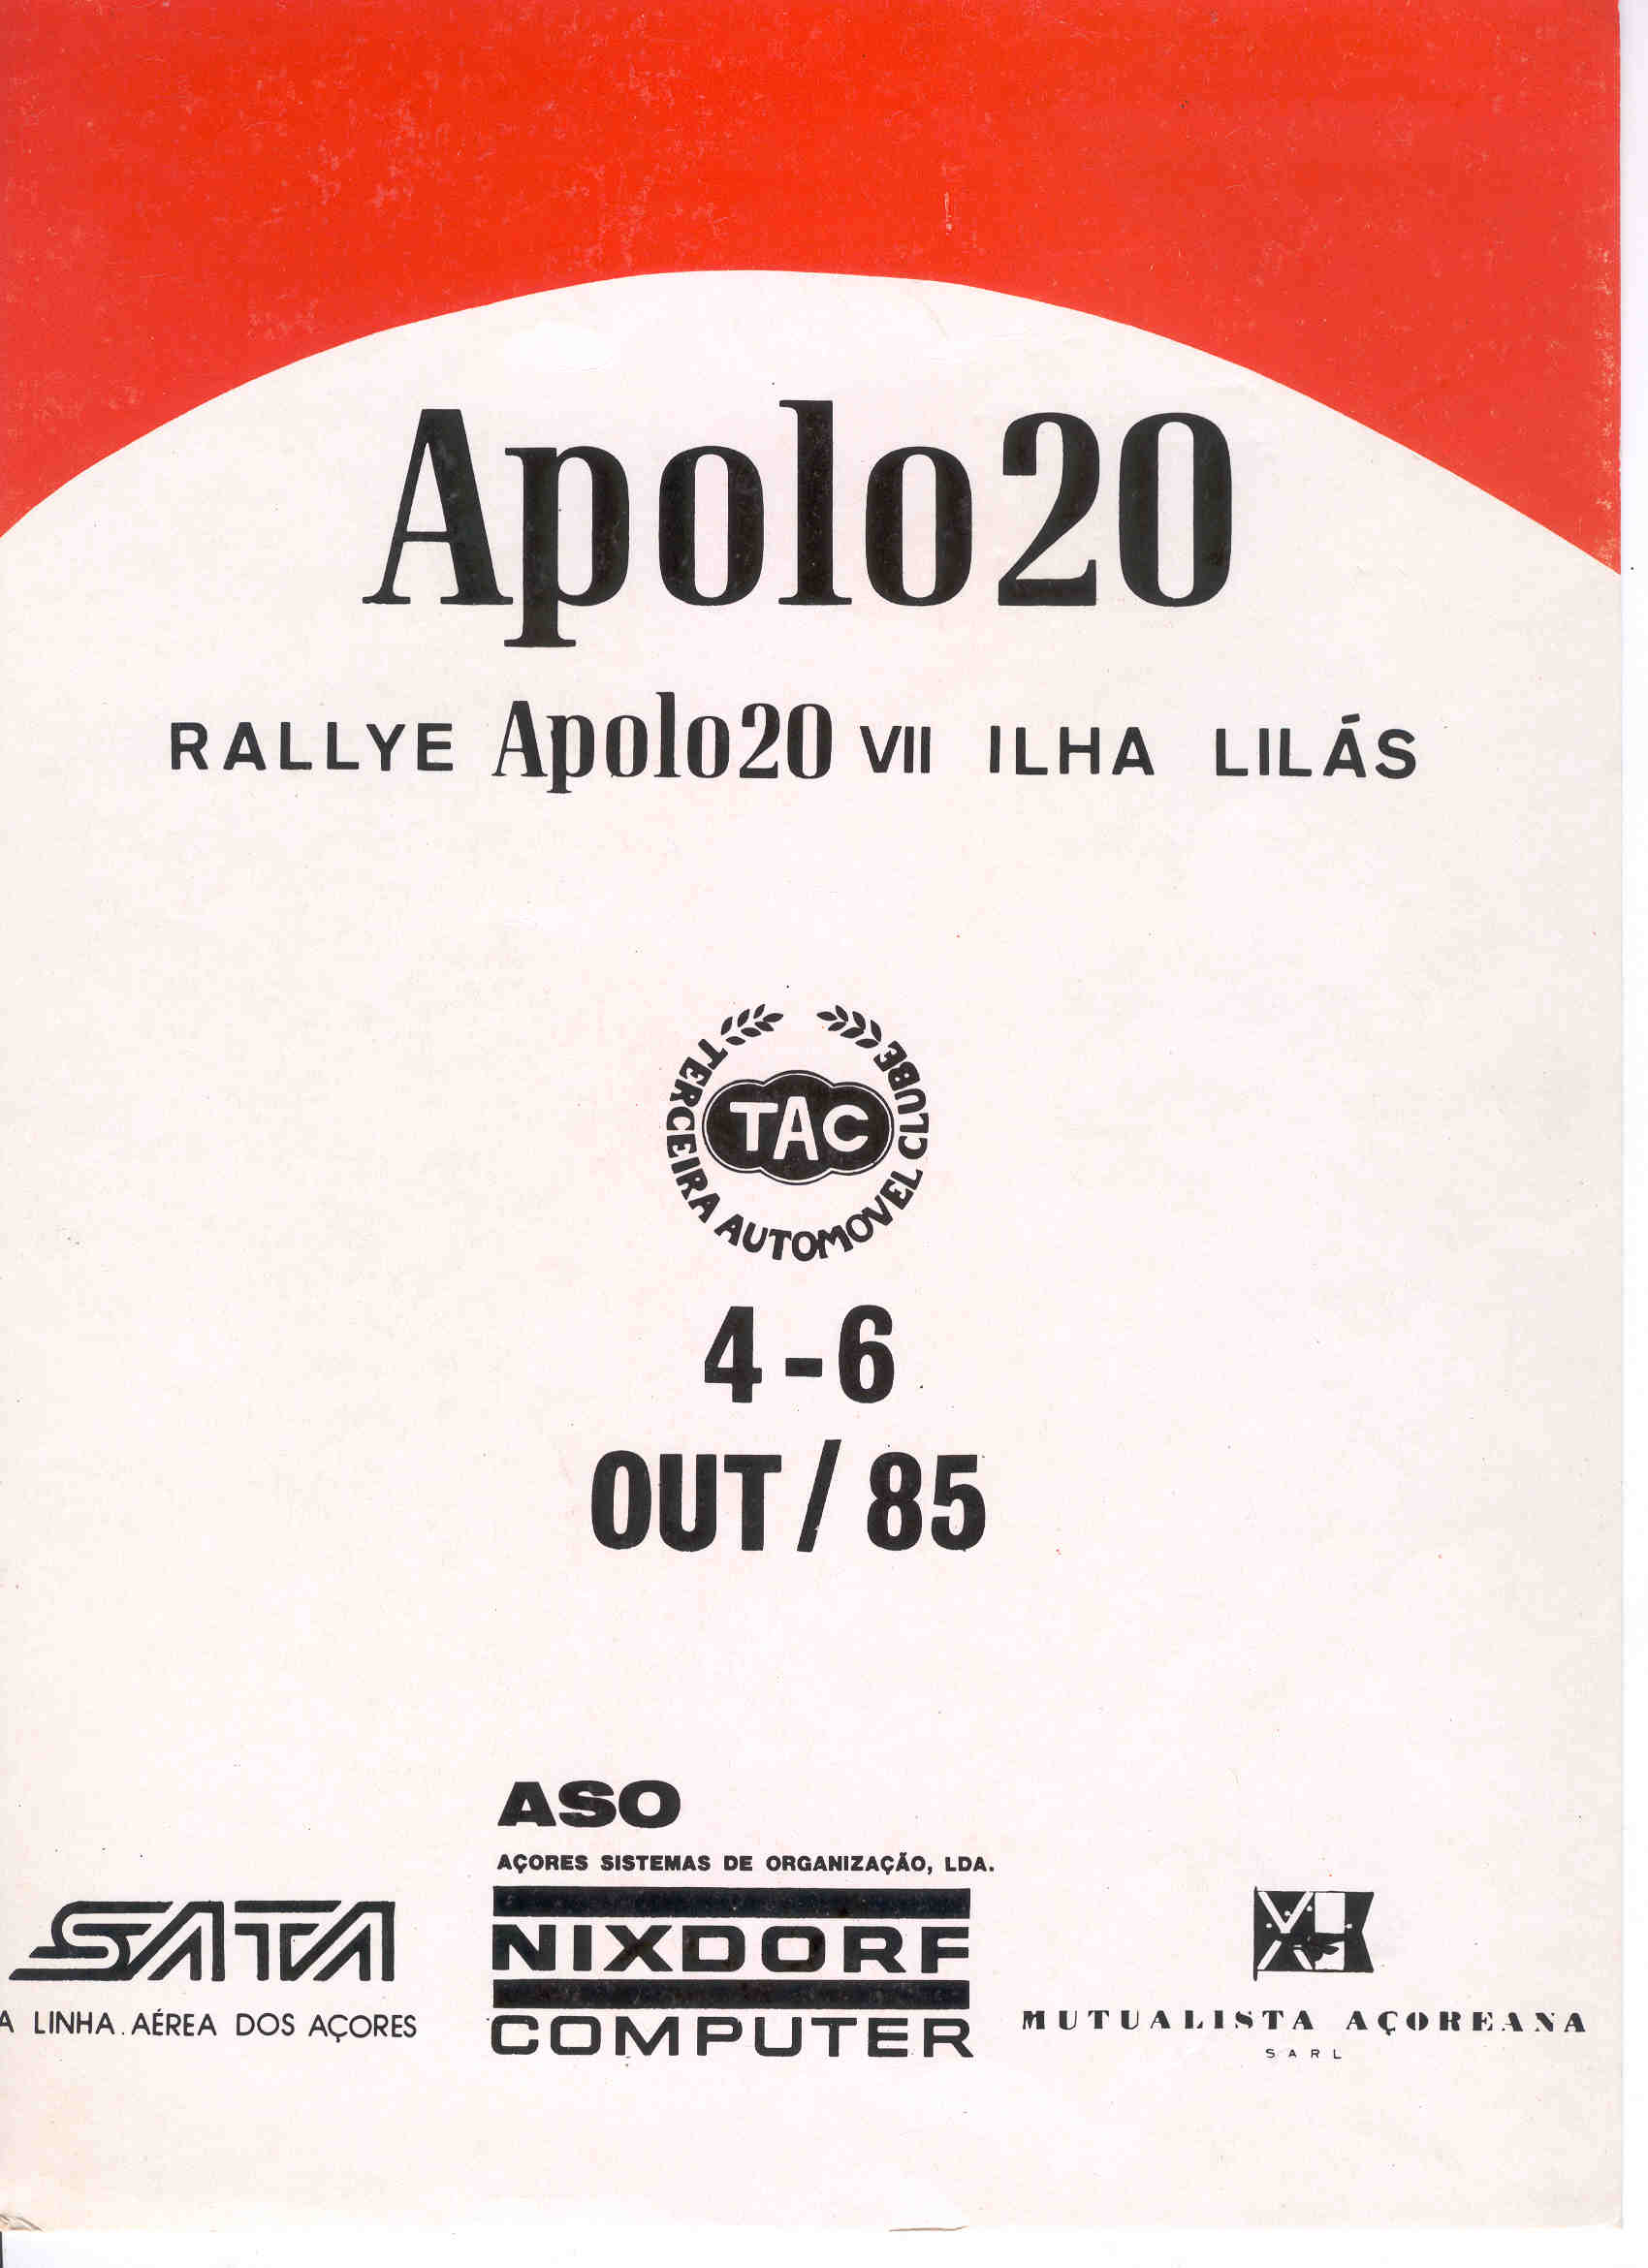 Apolo20
RALLYE Apolo20 VII ILHA LILÁS
TERCEIRA AUTOMOVEL CLUBE
TAC
4-6
OUT/85
ASO
AÇORES SISTEMAS DE ORGANIZAÇÃO, LDA.
NIXDORF
COMPUTER
SATA
A LINHA AÉREA DOS AÇORES
MUTUALISTA AÇOREANA
SARL